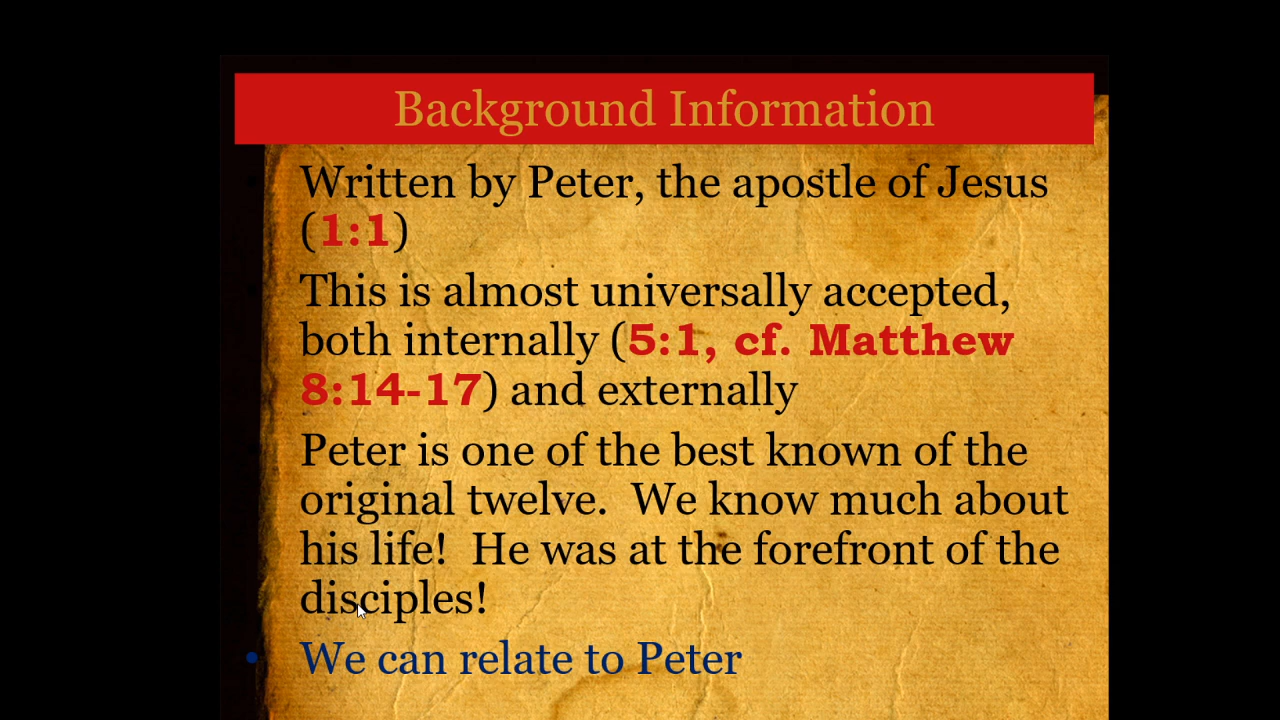 Background Information
Written by Peter, the apostle of Jesus
(1:1)
This is almost universally accepted,
both internally (5:1, cf. Matthew
8:14-17) and externally
Peter is one of the best known of the
original twelve.  We know much about
his life!  He was at the forefront of the
disciples!
• We can relate to Peter